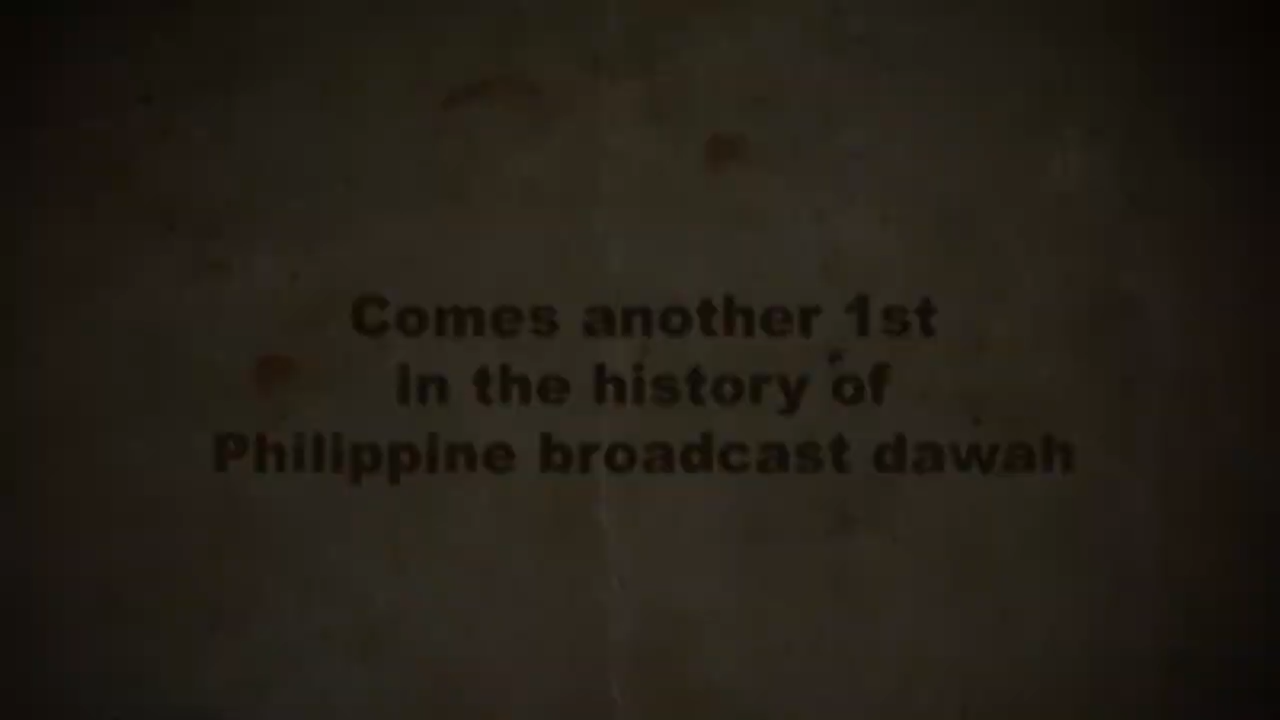 Comes another 1st
in the history of
Philippine broadcast dawah